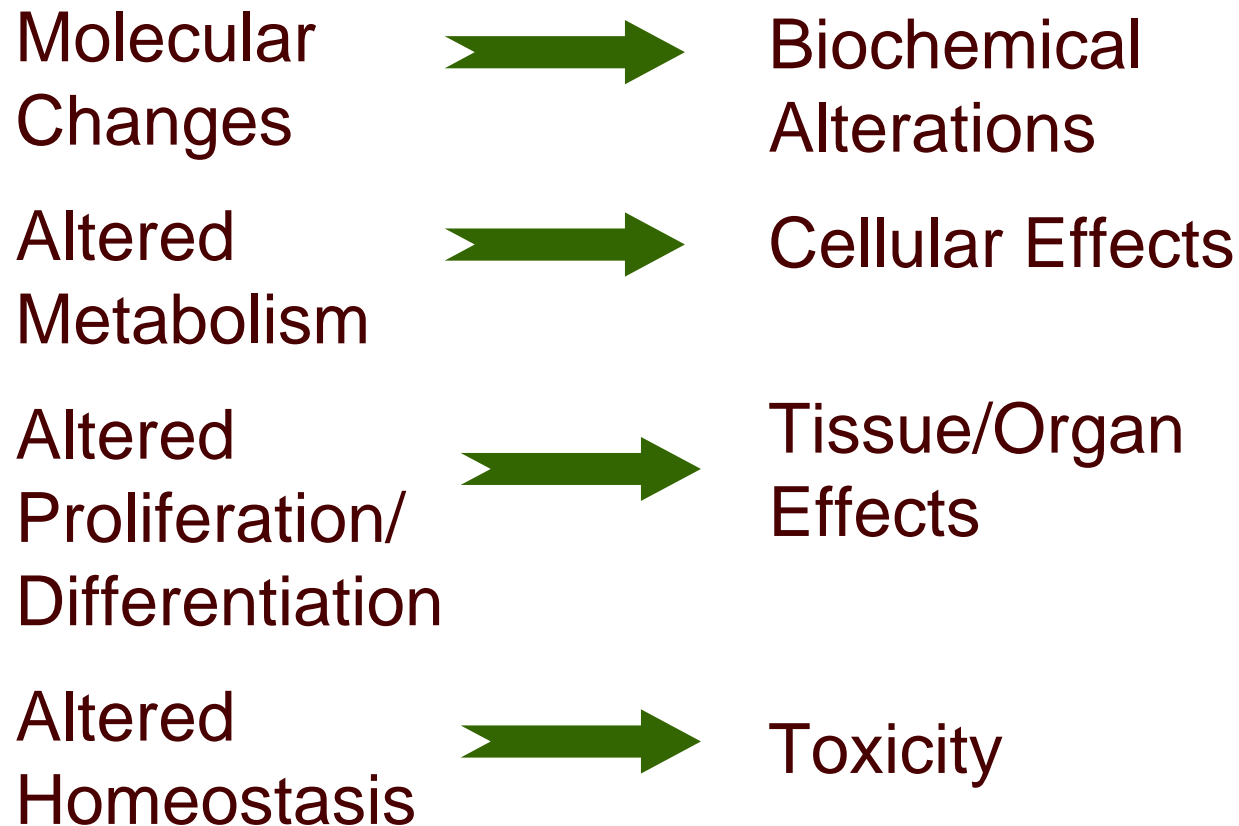 Molecular
Changes
Biochemical
Alterations
Altered
Metabolism
Cellular Effects
Altered
Proliferation/
Differentiation
Tissue/Organ
Effects
Altered
Homeostasis
Toxicity